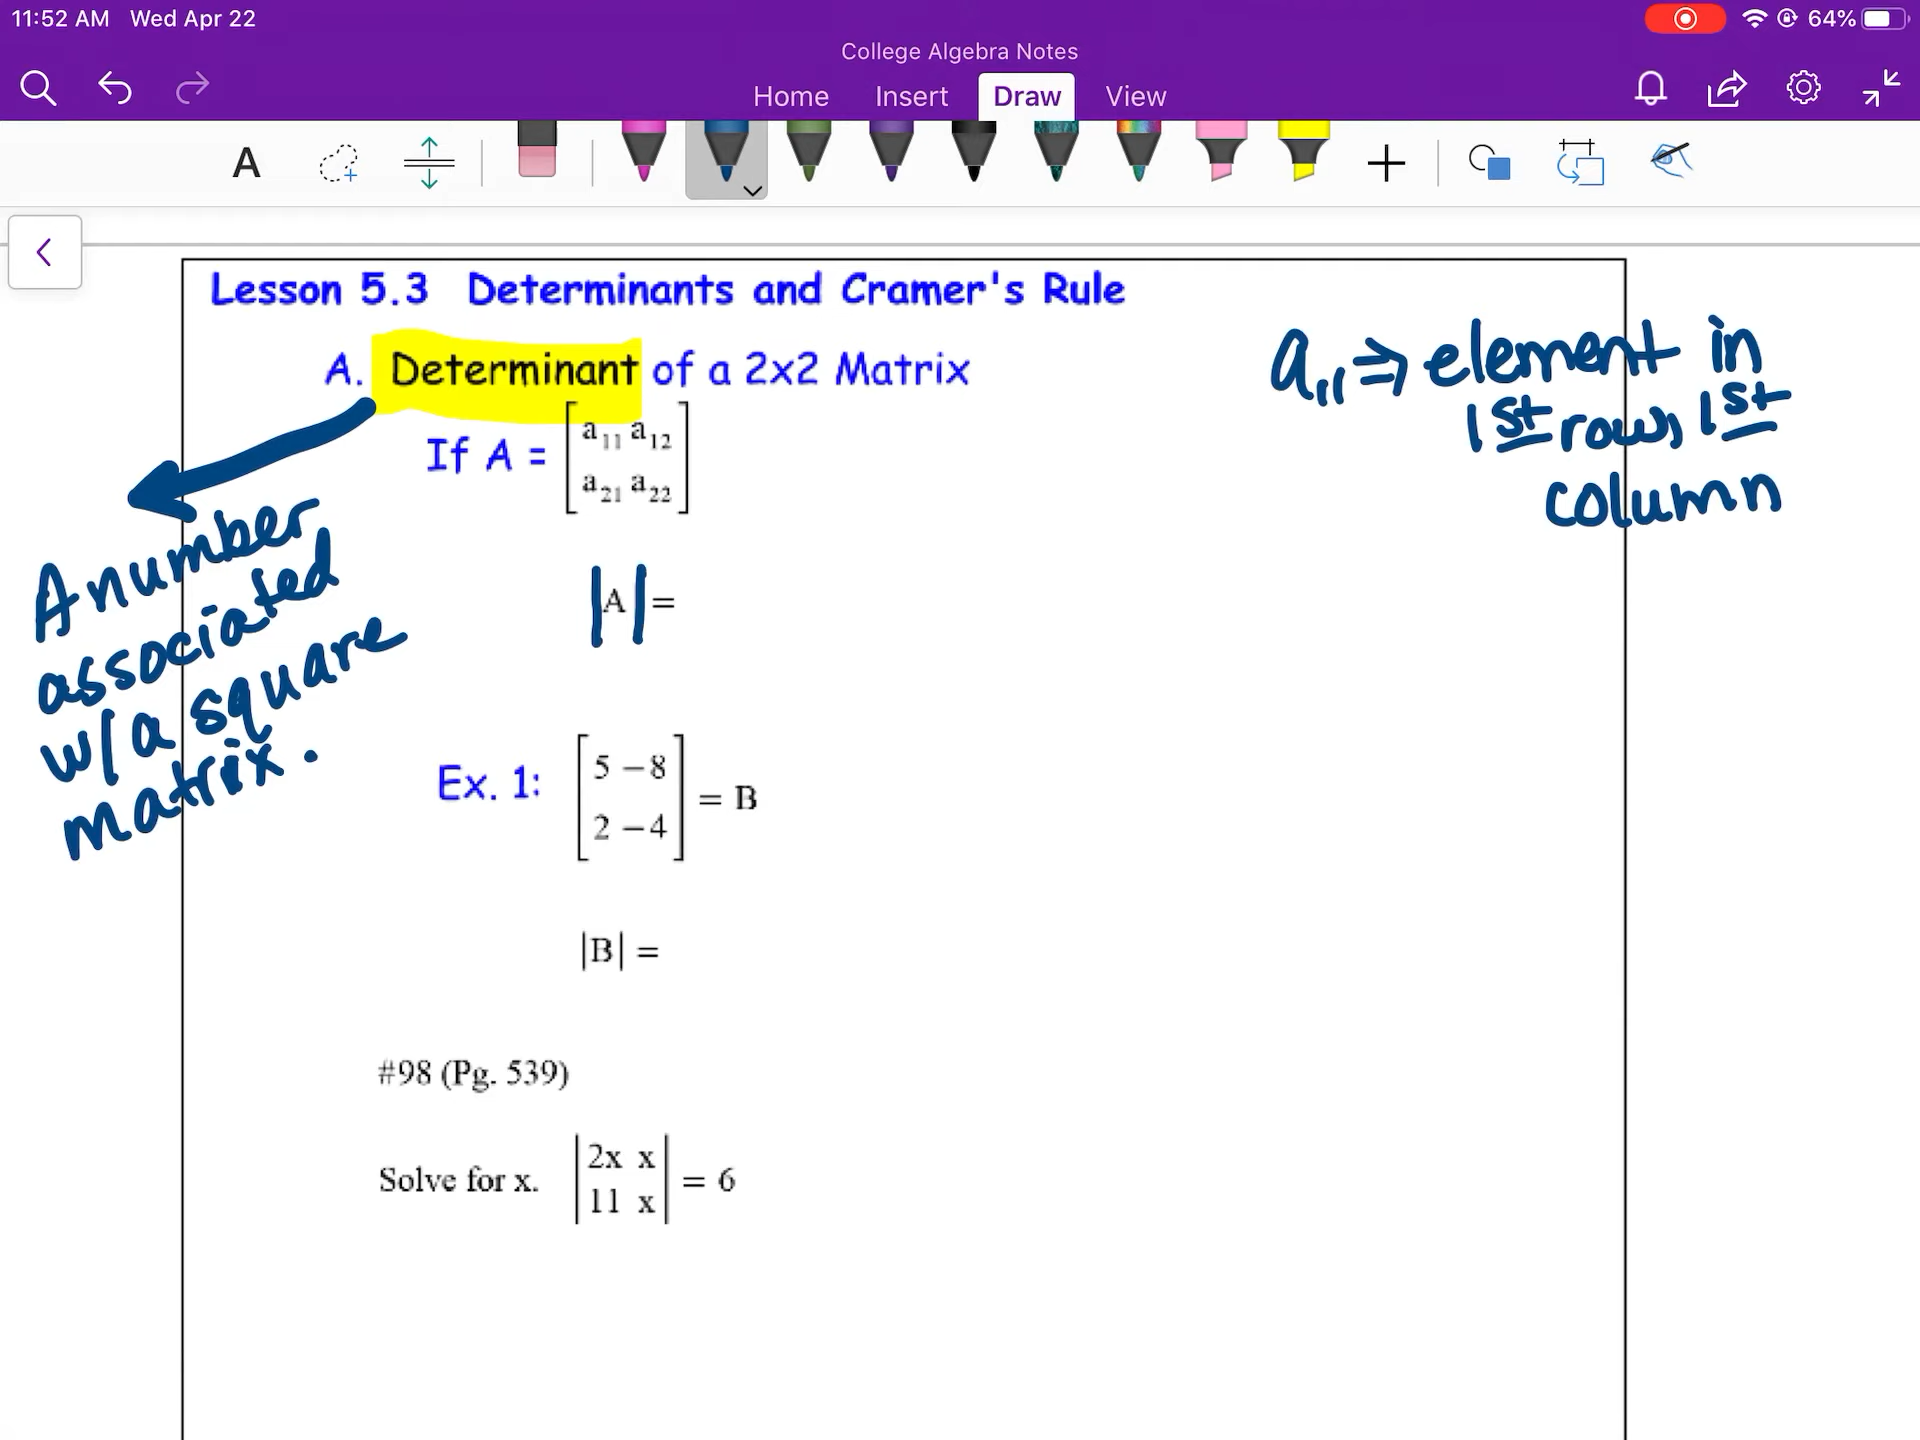 11:52 AM Wed Apr 22
64%
College Algebra Notes
Home Insert Draw View
A
Lesson 5.3 Determinants and Cramer's Rule
A. Determinant of a 2x2 Matrix
a₁₁ ⇒ element in
1st row, 1st
column
If A = [a₁₁ a₁₂
a₂₁ a₂₂]
A number
associated
w/a square
matrix.
|A| =
Ex. 1: [5 −8
2 −4] = B
|B| =
#98 (Pg. 539)
Solve for x. |2x x
11 x| = 6